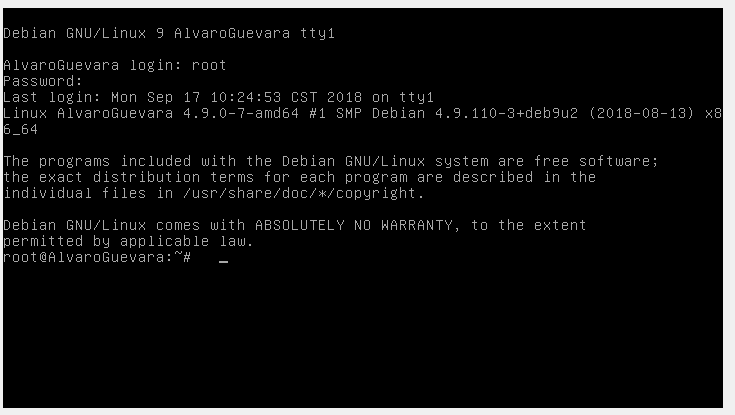 Debian GNU/Linux 9 AlvaroGuevara tty1
AlvaroGuevara login: root
Password:
Last login: Mon Sep 17 10:24:53 CST 2018 on tty1
Linux AlvaroGuevara 4.9.0-7-amd64 #1 SMP Debian 4.9.110-3+deb9u2 (2018-08-13) x8
6_64
The programs included with the Debian GNU/Linux system are free software;
the exact distribution terms for each program are described in the
individual files in /usr/share/doc/*/copyright.
Debian GNU/Linux comes with ABSOLUTELY NO WARRANTY, to the extent
permitted by applicable law.
root@AlvaroGuevara:~#   _